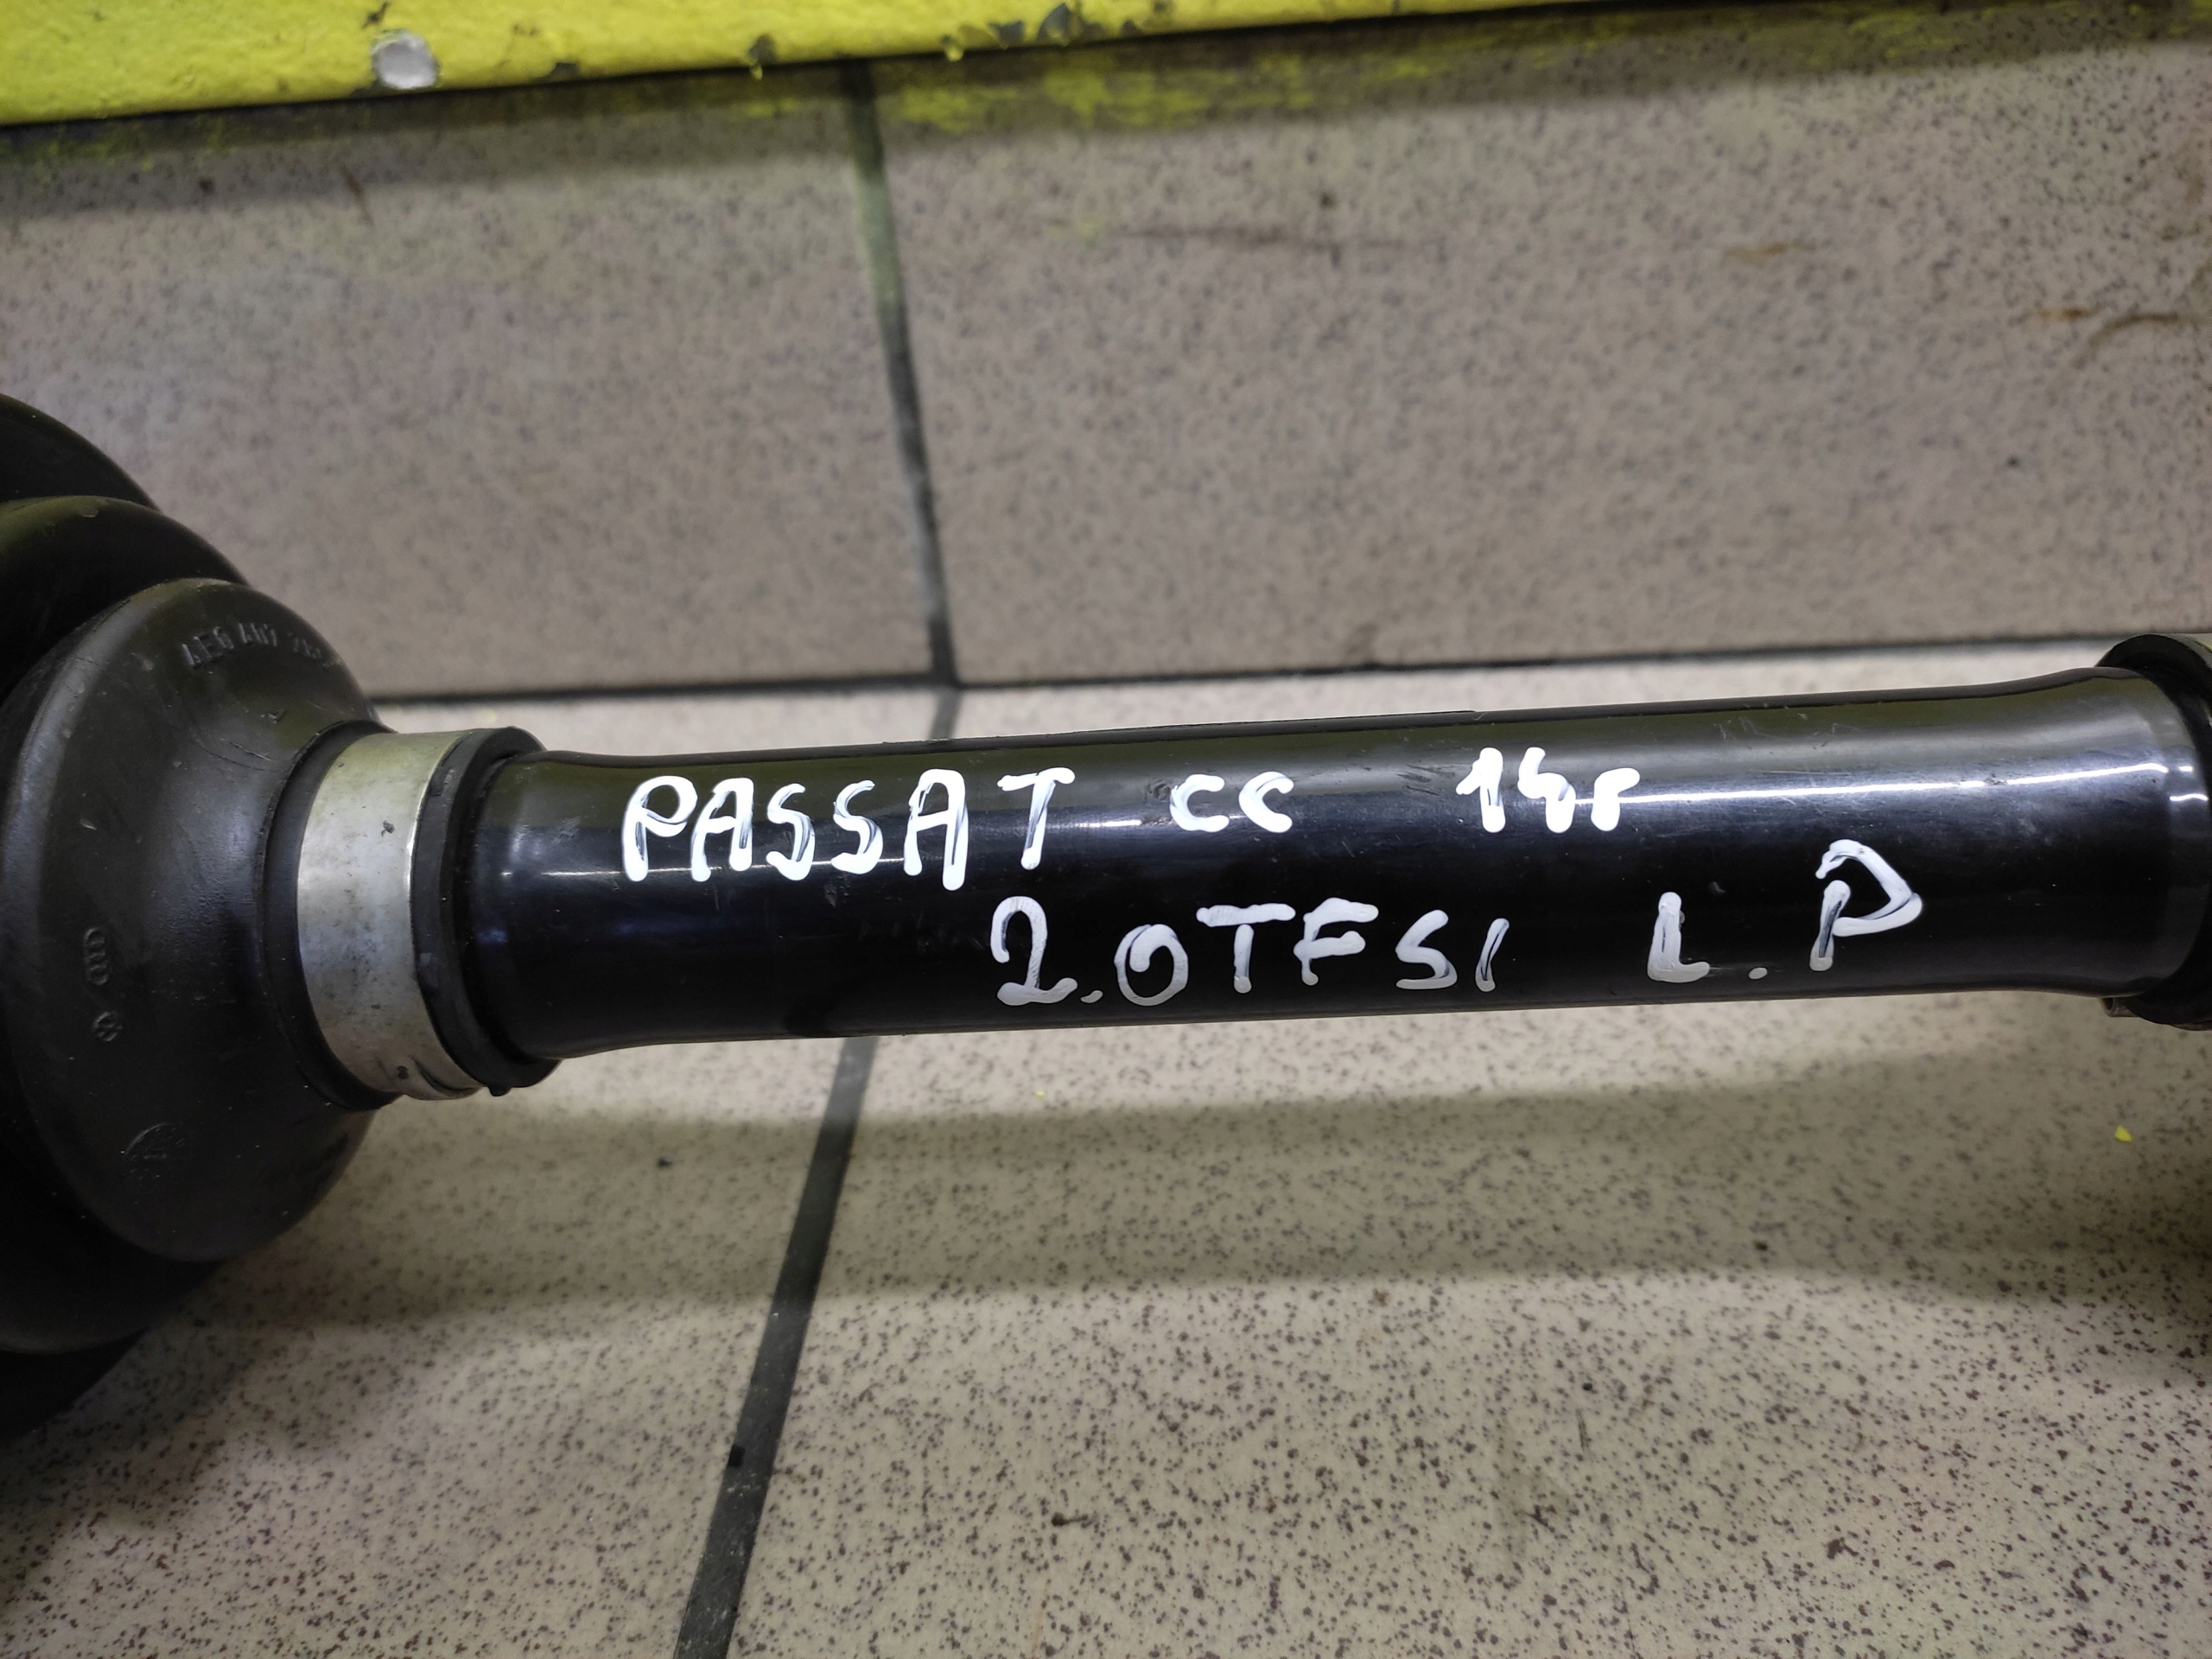 PASSAT CC 14r
2.0TFSI L.P